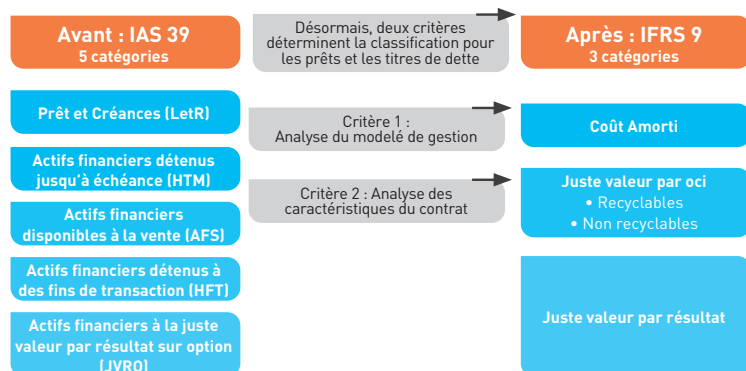 Avant : IAS 39
5 catégories
Désormais, deux critères
déterminent la classification pour
les prêts et les titres de dette
Après : IFRS 9
3 catégories
Prêt et Créances (LetR)
Actifs financiers détenus
jusqu'à échéance (HTM)
Actifs financiers
disponibles à la vente (AFS)
Actifs financiers détenus à
des fins de transaction (HFT)
Actifs financiers à la juste
valeur par résultat sur option
(JVRO)
Critère 1 :
Analyse du modelé de gestion
Critère 2 : Analyse des
caractéristiques du contrat
Coût Amorti
Juste valeur par oci
• Recyclables
• Non recyclables
Juste valeur par résultat